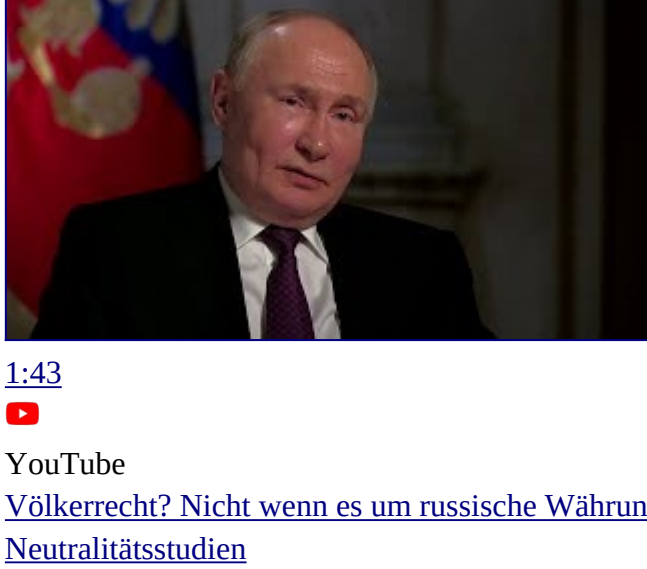 1:43
YouTube
Völkerrecht? Nicht wenn es um russische Währun
Neutralitätsstudien